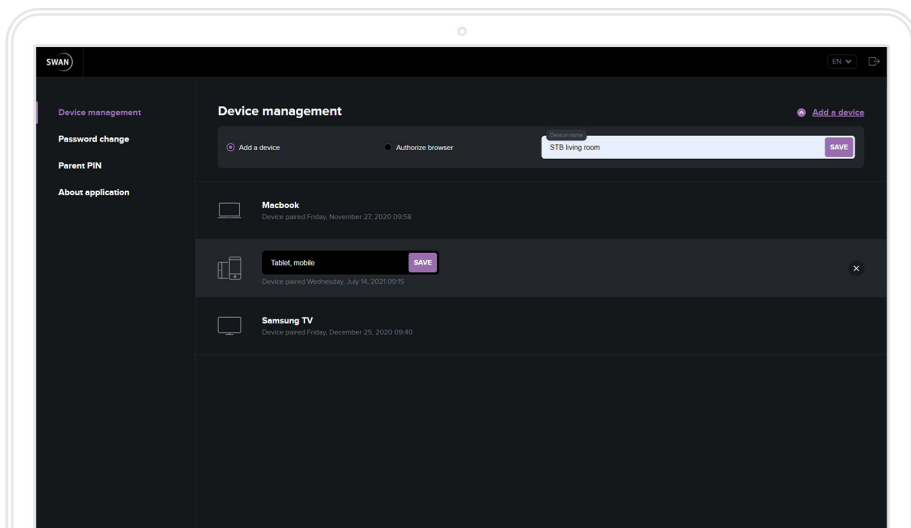 SWAN
EN
Device management
Password change
Parent PIN
About application
Device management
Add a device
Add a device
Authorize browser
Device name
STB living room
SAVE
Macbook
Device paired Friday, November 27, 2020 09:58
Tablet, mobile
SAVE
Device paired Wednesday, July 14, 2021 09:15
Samsung TV
Device paired Friday, December 25, 2020 09:40